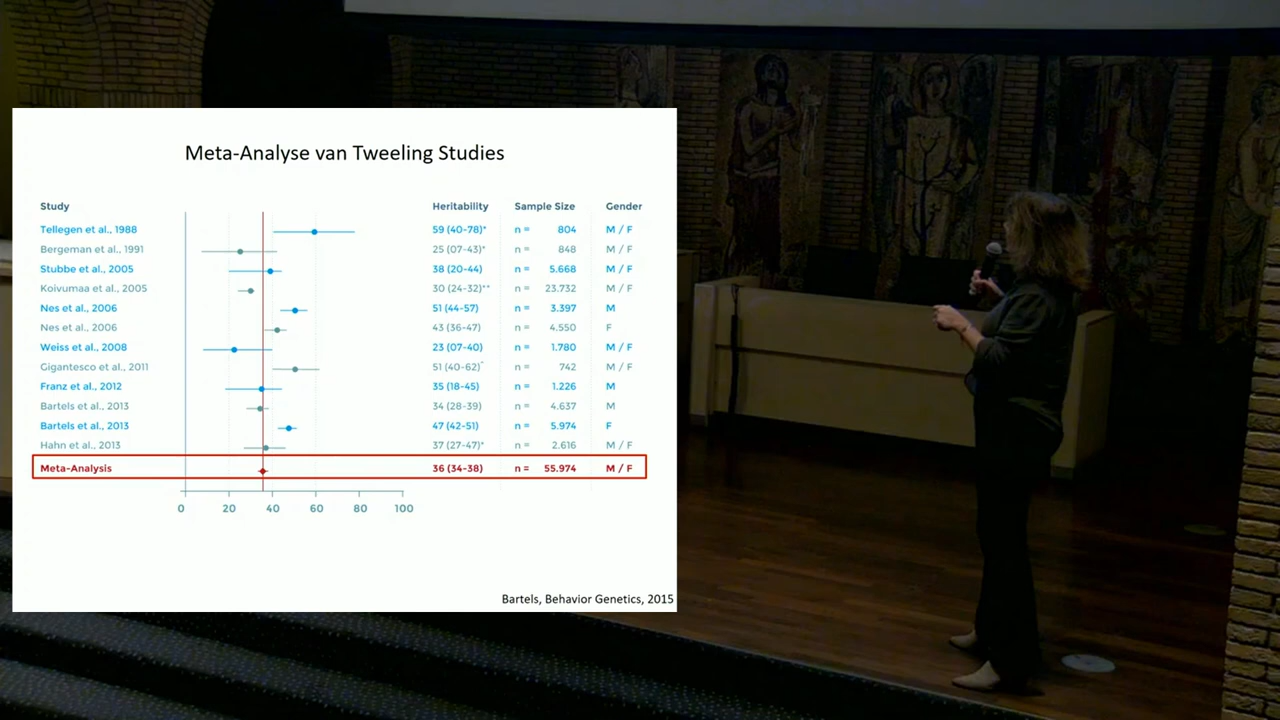 Meta-Analyse van Tweeling Studies
Study Heritability Sample Size Gender
Tellegen et al., 1988 59 (40-78)* n = 804 M / F
Bergeman et al., 1991 25 (07-43)* n = 848 M / F
Stubbe et al., 2005 38 (20-44) n = 5.668 M / F
Koivumaa et al., 2005 30 (24-32)** n = 23.732 M / F
Nes et al., 2006 51 (44-57) n = 3.397 M
Nes et al., 2006 43 (36-47) n = 4.550 F
Weiss et al., 2008 23 (07-40) n = 1.780 M / F
Gigantesco et al., 2011 51 (40-62)* n = 742 M / F
Franz et al., 2012 35 (18-45) n = 1.226 M
Bartels et al., 2013 34 (28-39) n = 4.637 M
Bartels et al., 2013 47 (42-51) n = 5.974 F
Hahn et al., 2013 37 (27-47)* n = 2.616 M / F
Meta-Analysis 36 (34-38) n = 55.974 M / F
0 20 40 60 80 100
Bartels, Behavior Genetics, 2015